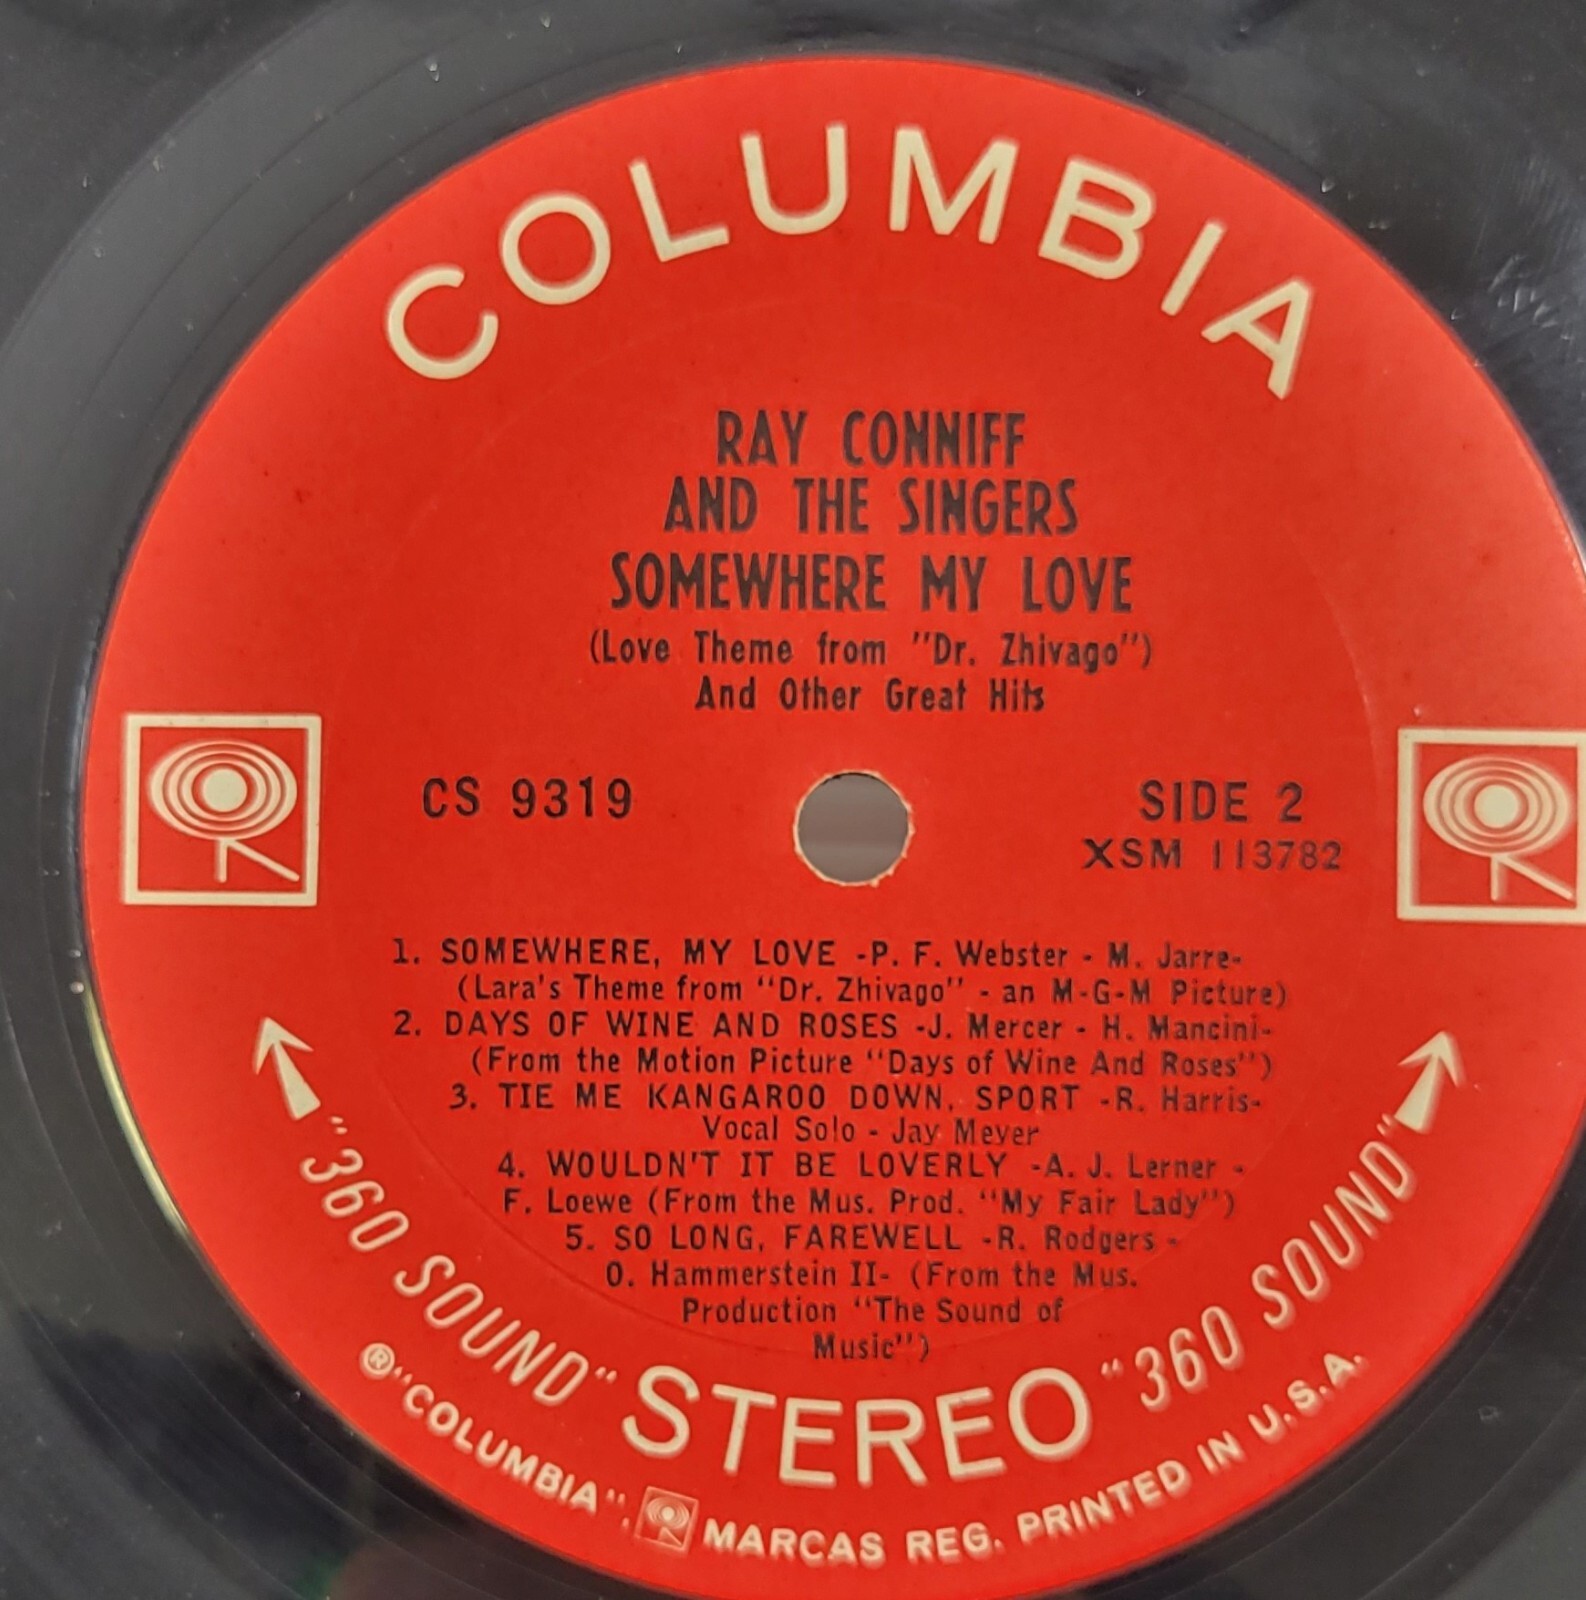 COLUMBIA
RAY CONNIFF
AND THE SINGERS
SOMEWHERE MY LOVE
(Love Theme from "Dr. Zhivago")
And Other Great Hits
CS 9319
SIDE 2
XSM 113782
1. SOMEWHERE, MY LOVE -P. F. Webster - M. Jarre-
(Lara's Theme from "Dr. Zhivago" - an M-G-M Picture)
2. DAYS OF WINE AND ROSES -J. Mercer - H. Mancini-
(From the Motion Picture "Days of Wine And Roses")
3. TIE ME KANGAROO DOWN, SPORT -R. Harris-
Vocal Solo - Jay Meyer
4. WOULDN'T IT BE LOVERLY -A. J. Lerner -
F. Loewe (From the Mus. Prod. "My Fair Lady")
5. SO LONG, FAREWELL -R. Rodgers -
O. Hammerstein II- (From the Mus.
Production "The Sound of
Music")
"360 SOUND" STEREO "360 SOUND"
® "COLUMBIA", MARCAS REG. PRINTED IN U.S.A.